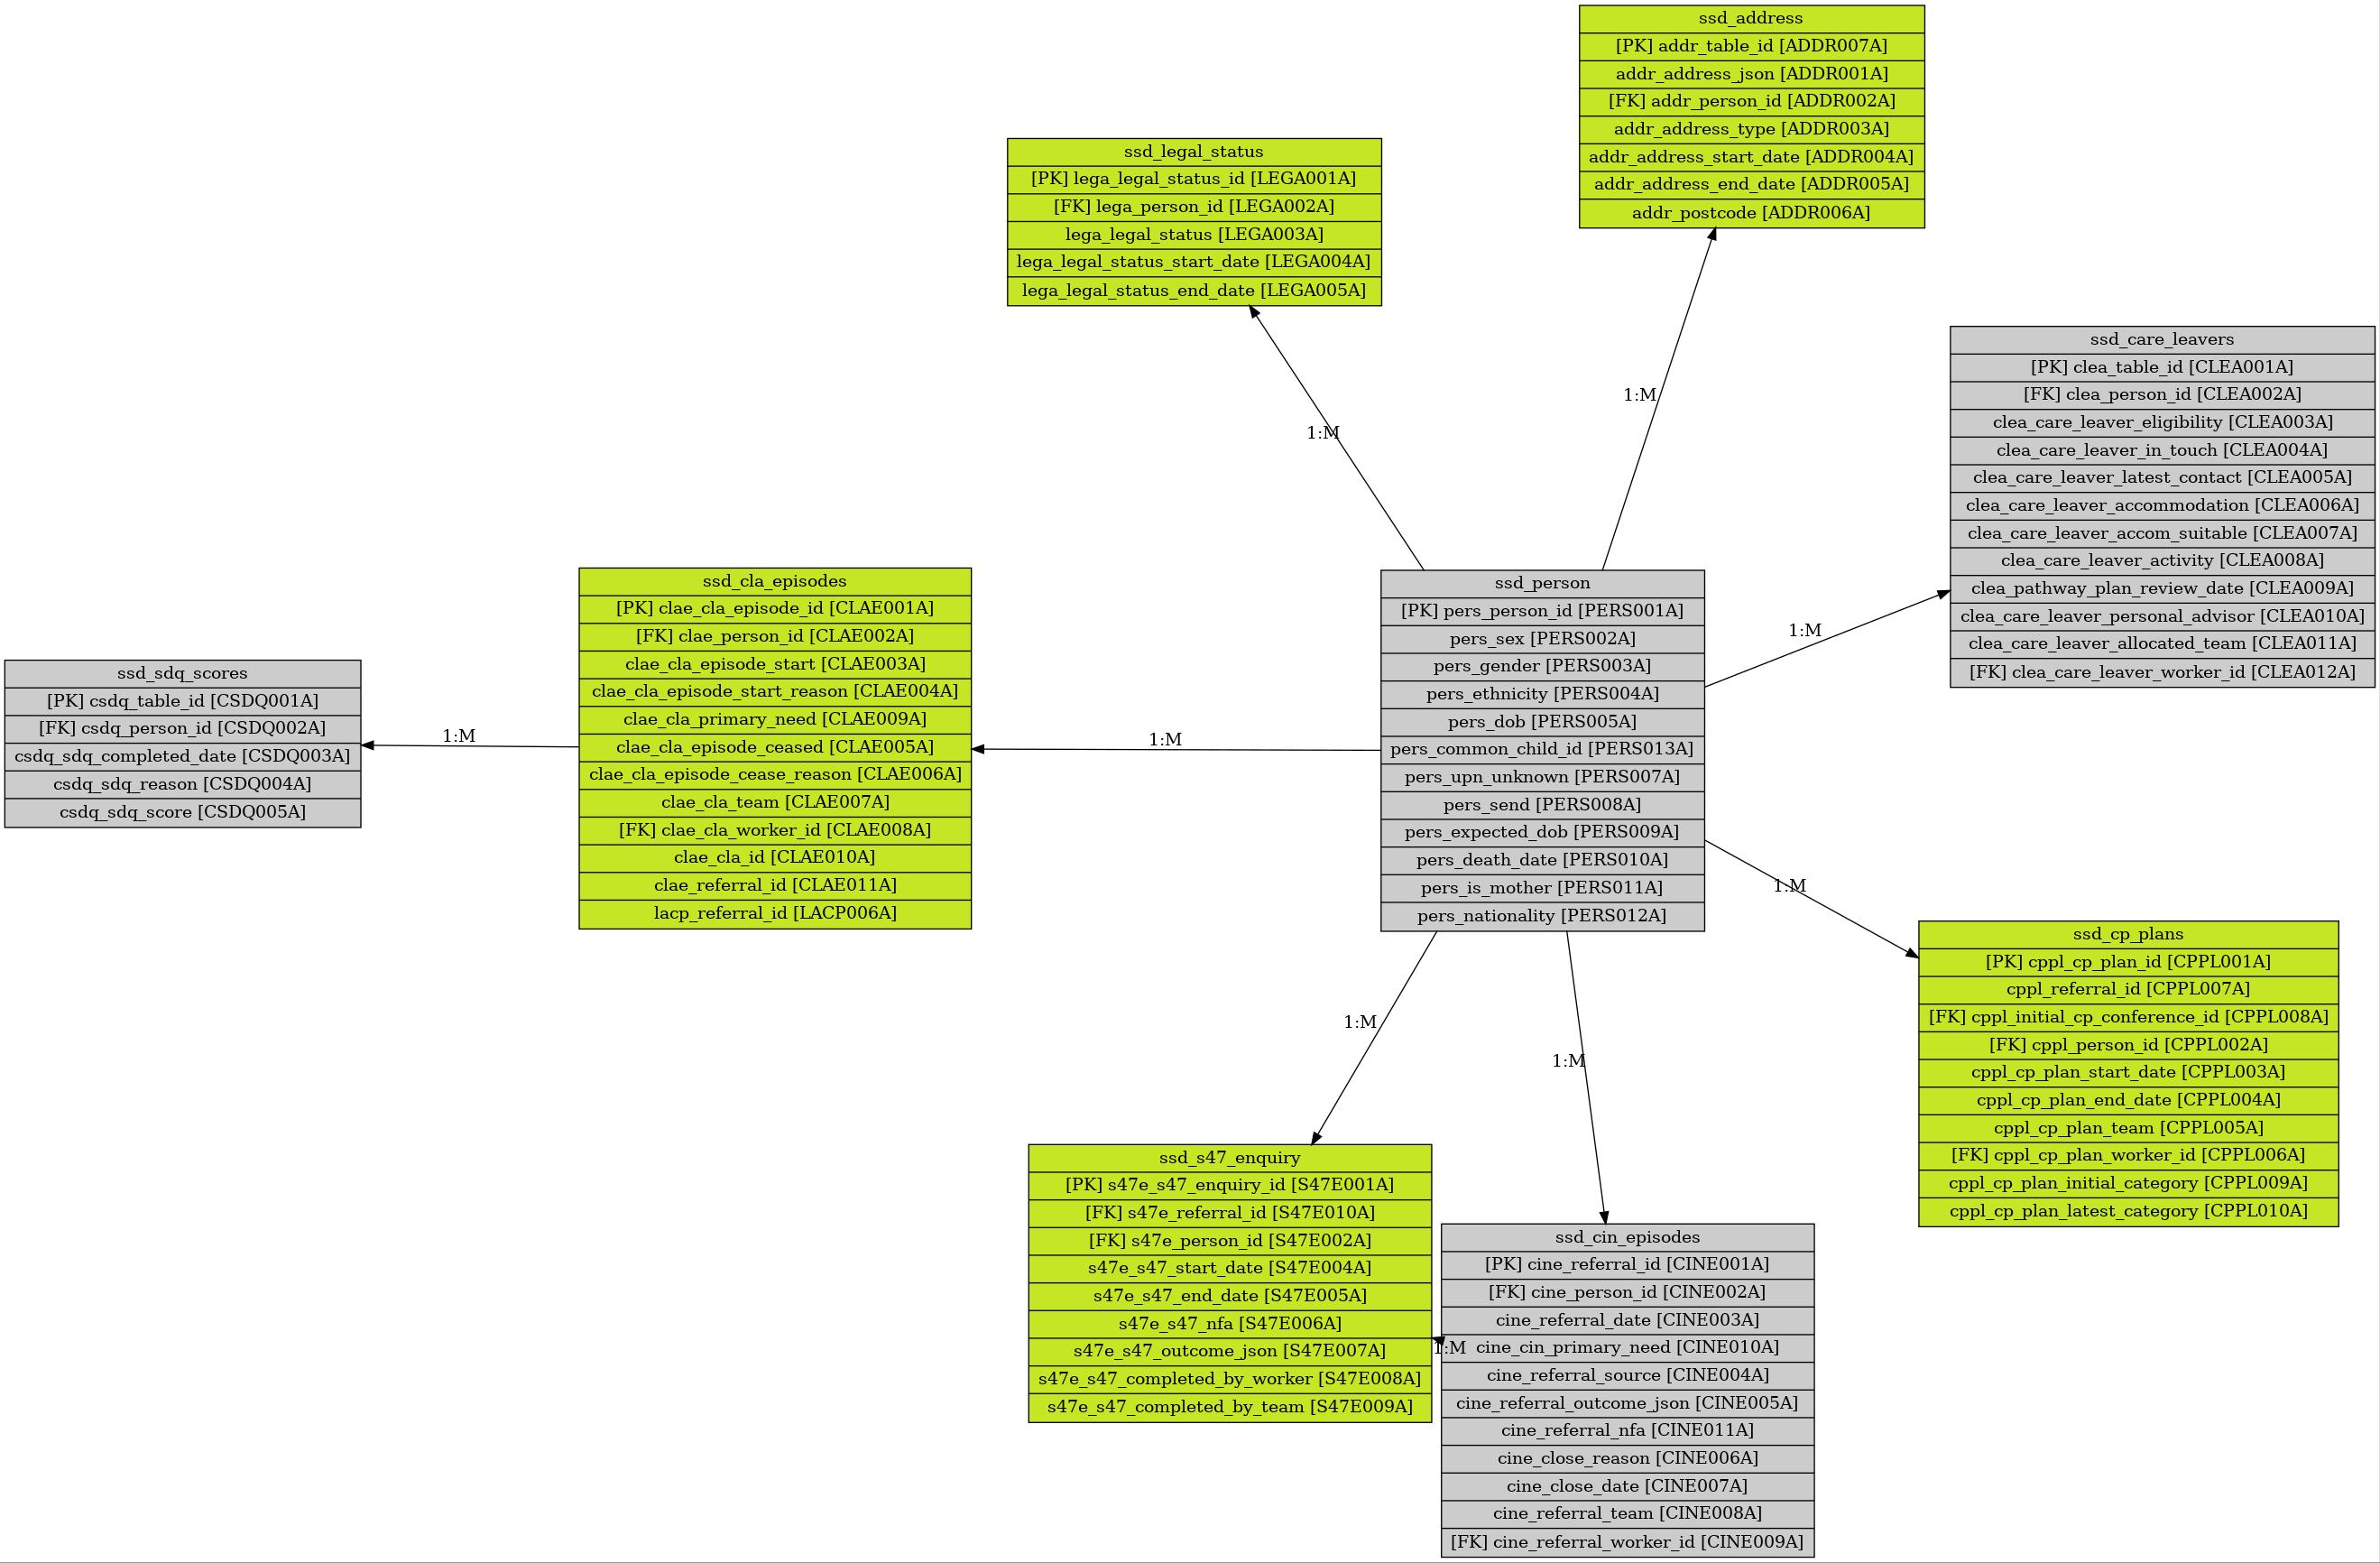 ssd_address
[PK] addr_table_id [ADDR007A]
addr_address_json [ADDR001A]
[FK] addr_person_id [ADDR002A]
addr_address_type [ADDR003A]
addr_address_start_date [ADDR004A]
addr_address_end_date [ADDR005A]
addr_postcode [ADDR006A]
ssd_legal_status
[PK] lega_legal_status_id [LEGA001A]
[FK] lega_person_id [LEGA002A]
lega_legal_status [LEGA003A]
lega_legal_status_start_date [LEGA004A]
lega_legal_status_end_date [LEGA005A]
1:M
1:M
ssd_care_leavers
[PK] clea_table_id [CLEA001A]
[FK] clea_person_id [CLEA002A]
clea_care_leaver_eligibility [CLEA003A]
clea_care_leaver_in_touch [CLEA004A]
clea_care_leaver_latest_contact [CLEA005A]
clea_care_leaver_accommodation [CLEA006A]
clea_care_leaver_accom_suitable [CLEA007A]
clea_care_leaver_activity [CLEA008A]
clea_pathway_plan_review_date [CLEA009A]
clea_care_leaver_personal_advisor [CLEA010A]
clea_care_leaver_allocated_team [CLEA011A]
[FK] clea_care_leaver_worker_id [CLEA012A]
1:M
ssd_sdq_scores
[PK] csdq_table_id [CSDQ001A]
[FK] csdq_person_id [CSDQ002A]
csdq_sdq_completed_date [CSDQ003A]
csdq_sdq_reason [CSDQ004A]
csdq_sdq_score [CSDQ005A]
1:M
ssd_cla_episodes
[PK] clae_cla_episode_id [CLAE001A]
[FK] clae_person_id [CLAE002A]
clae_cla_episode_start [CLAE003A]
clae_cla_episode_start_reason [CLAE004A]
clae_cla_primary_need [CLAE009A]
clae_cla_episode_ceased [CLAE005A]
clae_cla_episode_cease_reason [CLAE006A]
clae_cla_team [CLAE007A]
[FK] clae_cla_worker_id [CLAE008A]
clae_cla_id [CLAE010A]
clae_referral_id [CLAE011A]
lacp_referral_id [LACP006A]
1:M
ssd_person
[PK] pers_person_id [PERS001A]
pers_sex [PERS002A]
pers_gender [PERS003A]
pers_ethnicity [PERS004A]
pers_dob [PERS005A]
pers_common_child_id [PERS013A]
pers_upn_unknown [PERS007A]
pers_send [PERS008A]
pers_expected_dob [PERS009A]
pers_death_date [PERS010A]
pers_is_mother [PERS011A]
pers_nationality [PERS012A]
1:M
ssd_cp_plans
[PK] cppl_cp_plan_id [CPPL001A]
cppl_referral_id [CPPL007A]
[FK] cppl_initial_cp_conference_id [CPPL008A]
[FK] cppl_person_id [CPPL002A]
cppl_cp_plan_start_date [CPPL003A]
cppl_cp_plan_end_date [CPPL004A]
cppl_cp_plan_team [CPPL005A]
[FK] cppl_cp_plan_worker_id [CPPL006A]
cppl_cp_plan_initial_category [CPPL009A]
cppl_cp_plan_latest_category [CPPL010A]
1:M
1:M
ssd_s47_enquiry
[PK] s47e_s47_enquiry_id [S47E001A]
[FK] s47e_referral_id [S47E010A]
[FK] s47e_person_id [S47E002A]
s47e_s47_start_date [S47E004A]
s47e_s47_end_date [S47E005A]
s47e_s47_nfa [S47E006A]
s47e_s47_outcome_json [S47E007A]
s47e_s47_completed_by_worker [S47E008A]
s47e_s47_completed_by_team [S47E009A]
1:M
ssd_cin_episodes
[PK] cine_referral_id [CINE001A]
[FK] cine_person_id [CINE002A]
cine_referral_date [CINE003A]
cine_cin_primary_need [CINE010A]
cine_referral_source [CINE004A]
cine_referral_outcome_json [CINE005A]
cine_referral_nfa [CINE011A]
cine_close_reason [CINE006A]
cine_close_date [CINE007A]
cine_referral_team [CINE008A]
[FK] cine_referral_worker_id [CINE009A]